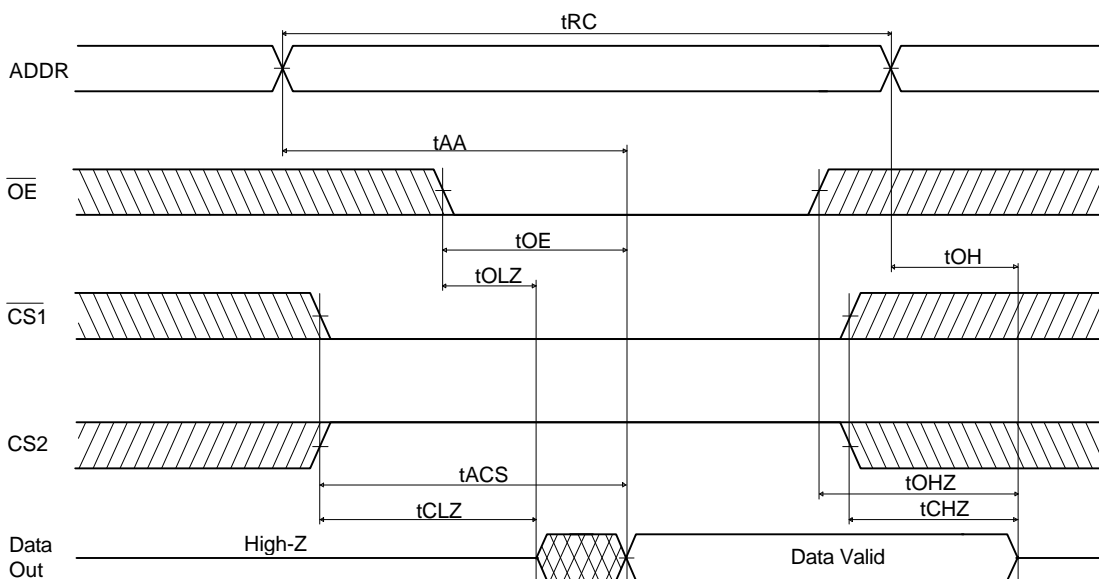 tRC
ADDR
tAA
OE
tOE
tOH
tOLZ
CS1
CS2
tACS
tOHZ
tCLZ
tCHZ
High-Z
Data Valid
Data
Out